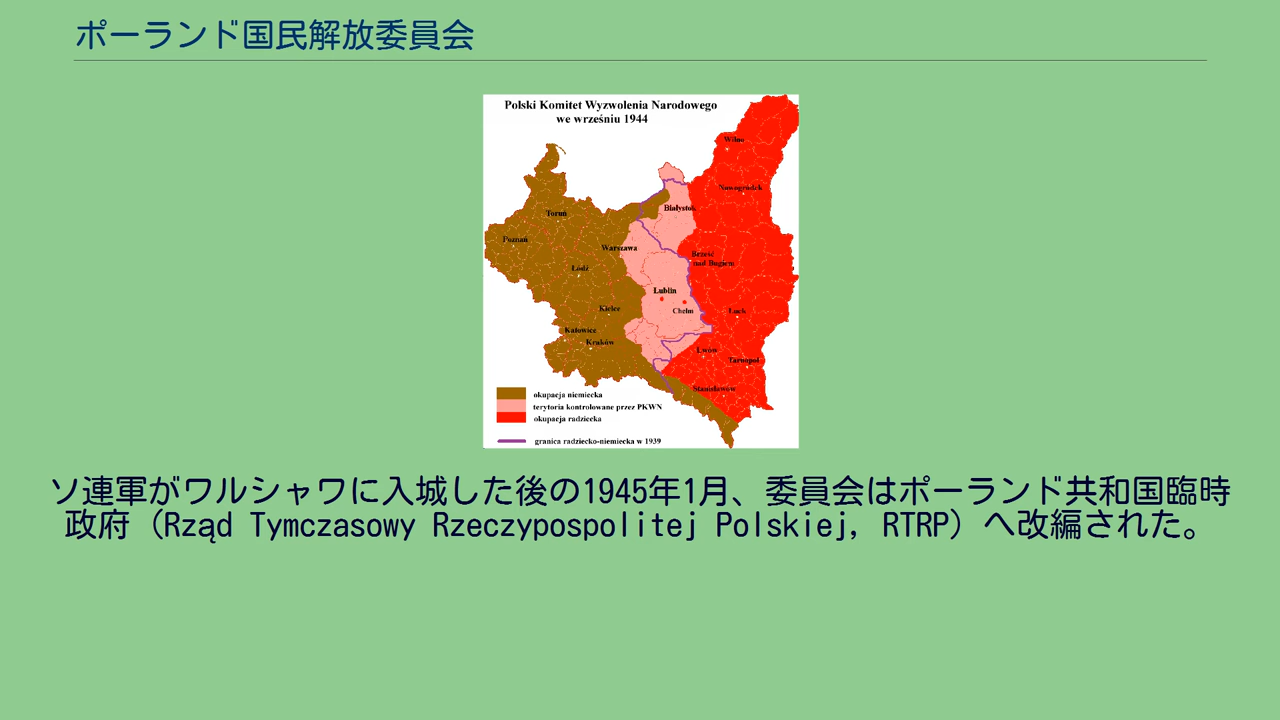 ポーランド国民解放委員会
Polski Komitet Wyzwolenia Narodowego
we wrześniu 1944
Wilno
Nowogródek
Białystok
Toruń
Poznań
Warszawa
Brześć
nad Bugiem
Łódź
Lublin
Kielce
Chełm
Łuck
Katowice
Kraków
Lwów
Tarnopol
Stanisławów
okupacja niemiecka
terytoria kontrolowane przez PKWN
okupacja radziecka
granica radziecko-niemiecka w 1939
ソ連軍がワルシャワに入城した後の1945年1月、委員会はポーランド共和国臨時
政府（Rząd Tymczasowy Rzeczypospolitej Polskiej, RTRP）へ改編された。